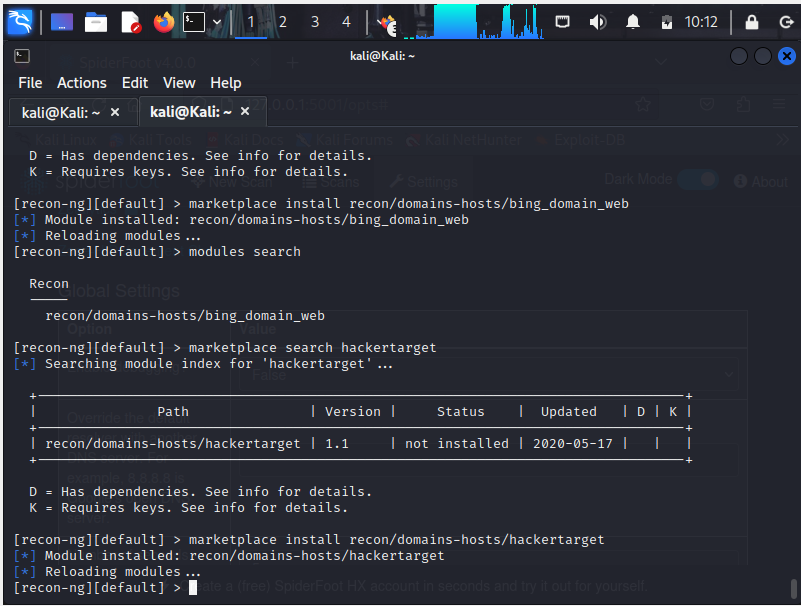 1 2 3 4 10:12
kali@Kali: ~
File Actions Edit View Help
kali@Kali: ~ × kali@Kali: ~ ×
D = Has dependencies. See info for details.
K = Requires keys. See info for details.
[recon-ng][default] > marketplace install recon/domains-hosts/bing_domain_web
[*] Module installed: recon/domains-hosts/bing_domain_web
[*] Reloading modules...
[recon-ng][default] > modules search
Recon
recon/domains-hosts/bing_domain_web
[recon-ng][default] > marketplace search hackertarget
[*] Searching module index for 'hackertarget'...
| Path | Version | Status | Updated | D | K |
| recon/domains-hosts/hackertarget | 1.1 | not installed | 2020-05-17 | | |
D = Has dependencies. See info for details.
K = Requires keys. See info for details.
[recon-ng][default] > marketplace install recon/domains-hosts/hackertarget
[*] Module installed: recon/domains-hosts/hackertarget
[*] Reloading modules...
[recon-ng][default] >